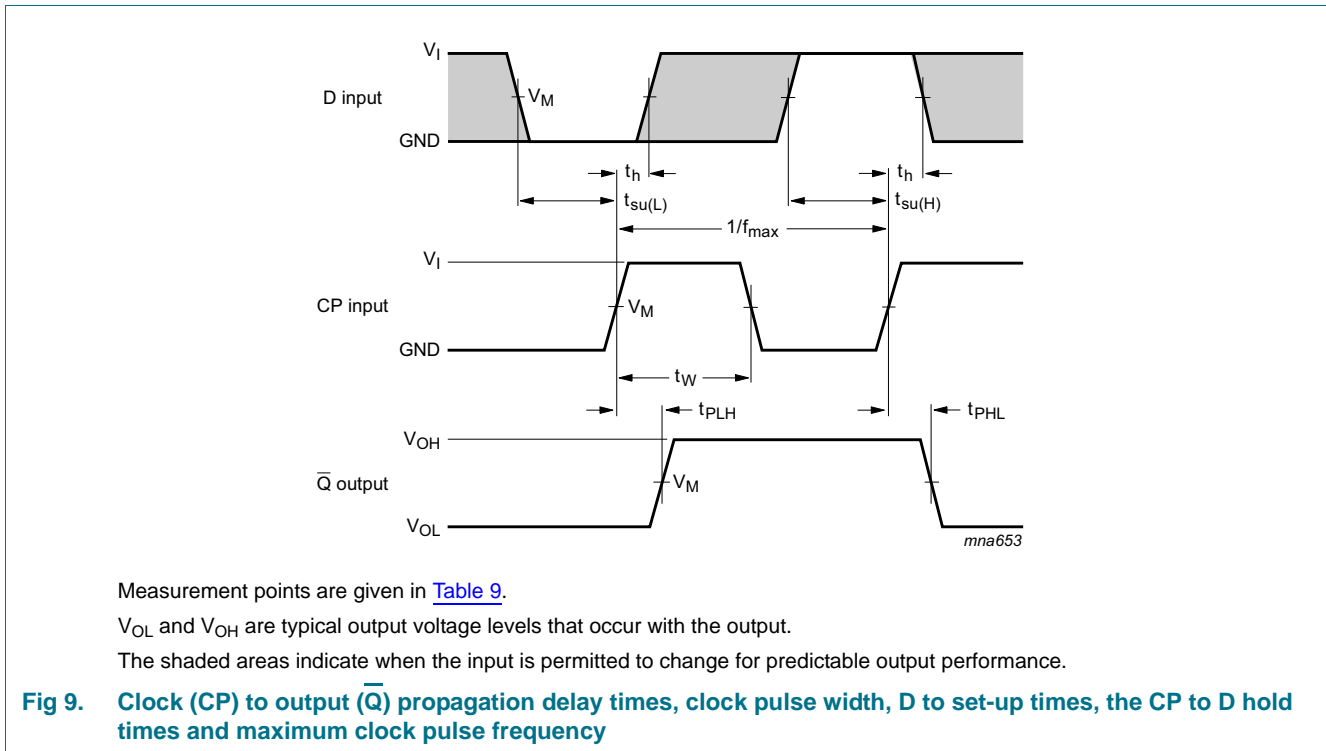 V_I
D input
V_M
GND
t_h
t_h
t_su(L)
t_su(H)
1/f_max
V_I
CP input
V_M
GND
t_W
t_PLH
t_PHL
V_OH
Q̅ output
V_M
V_OL
mna653
Measurement points are given in Table 9.
V_OL and V_OH are typical output voltage levels that occur with the output.
The shaded areas indicate when the input is permitted to change for predictable output performance.
Fig 9. Clock (CP) to output (Q̅) propagation delay times, clock pulse width, D to set-up times, the CP to D hold
times and maximum clock pulse frequency